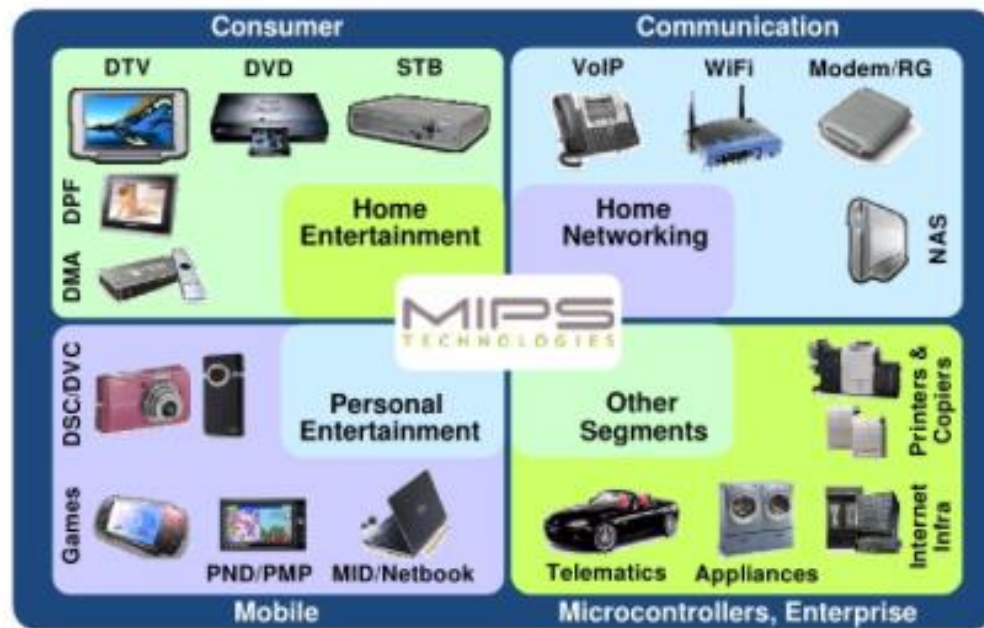 Consumer
Communication
DTV
DVD
STB
VoIP
WiFi
Modem/RG
DPF
DMA
Home
Entertainment
Home
Networking
NAS
MIPS
TECHNOLOGIES
DSC/DVC
Personal
Entertainment
Other
Segments
Printers &
Copiers
Games
PND/PMP
MID/Netbook
Telematics
Appliances
Internet
Infra
Mobile
Microcontrollers, Enterprise